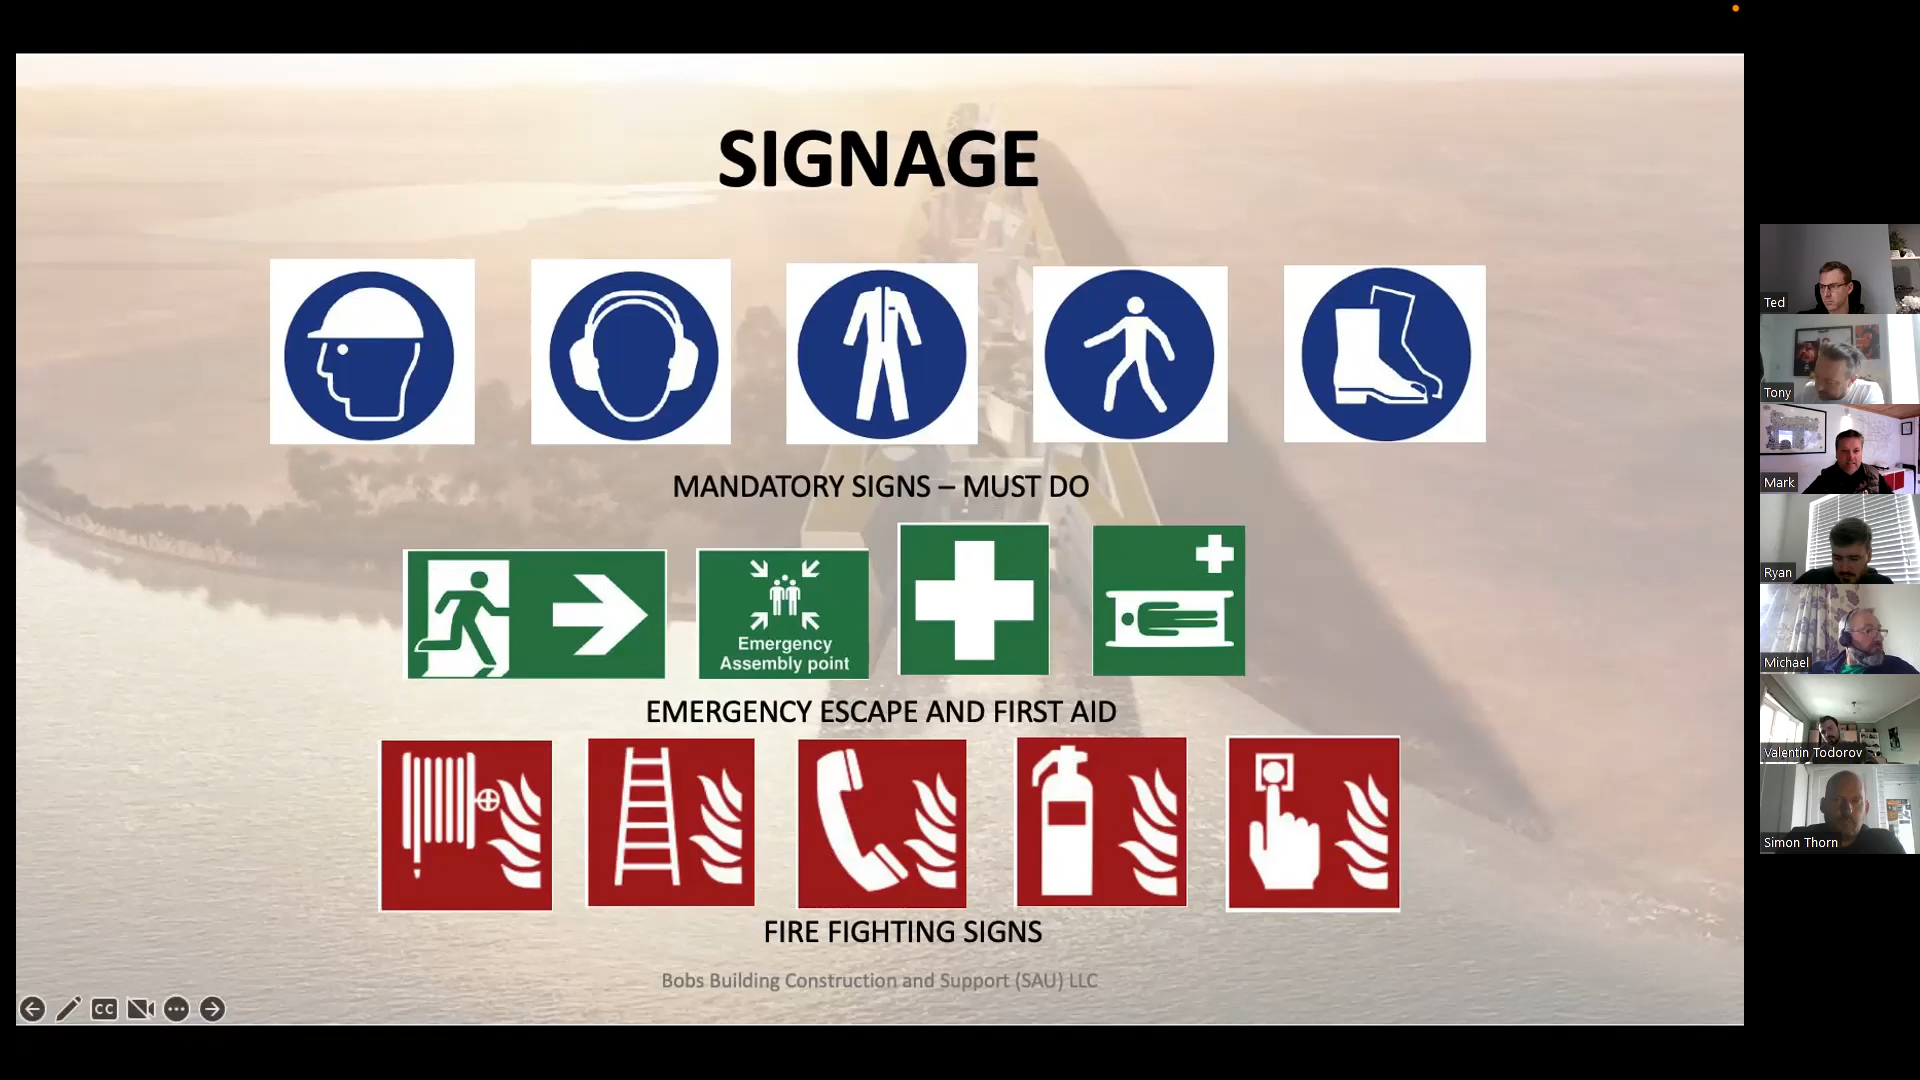 SIGNAGE
MANDATORY SIGNS – MUST DO
Emergency
Assembly point
EMERGENCY ESCAPE AND FIRST AID
FIRE FIGHTING SIGNS
Bobs Building Construction and Support (SAU) LLC
CC
Ted
Tony
Mark
Ryan
Michael
Valentin Todorov
Simon Thorn